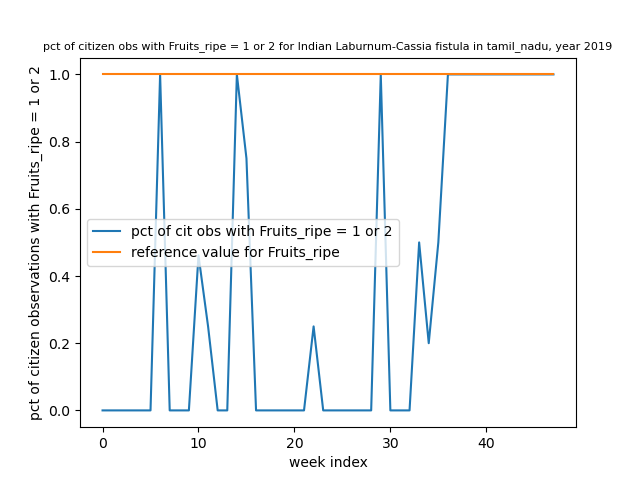 pct of citizen obs with Fruits_ripe = 1 or 2 for Indian Laburnum-Cassia fistula in tamil_nadu, year 2019
pct of citizen observations with Fruits_ripe = 1 or 2
1.0
0.8
0.6
0.4
0.2
0.0
pct of cit obs with Fruits_ripe = 1 or 2
reference value for Fruits_ripe
0
10
20
30
40
week index